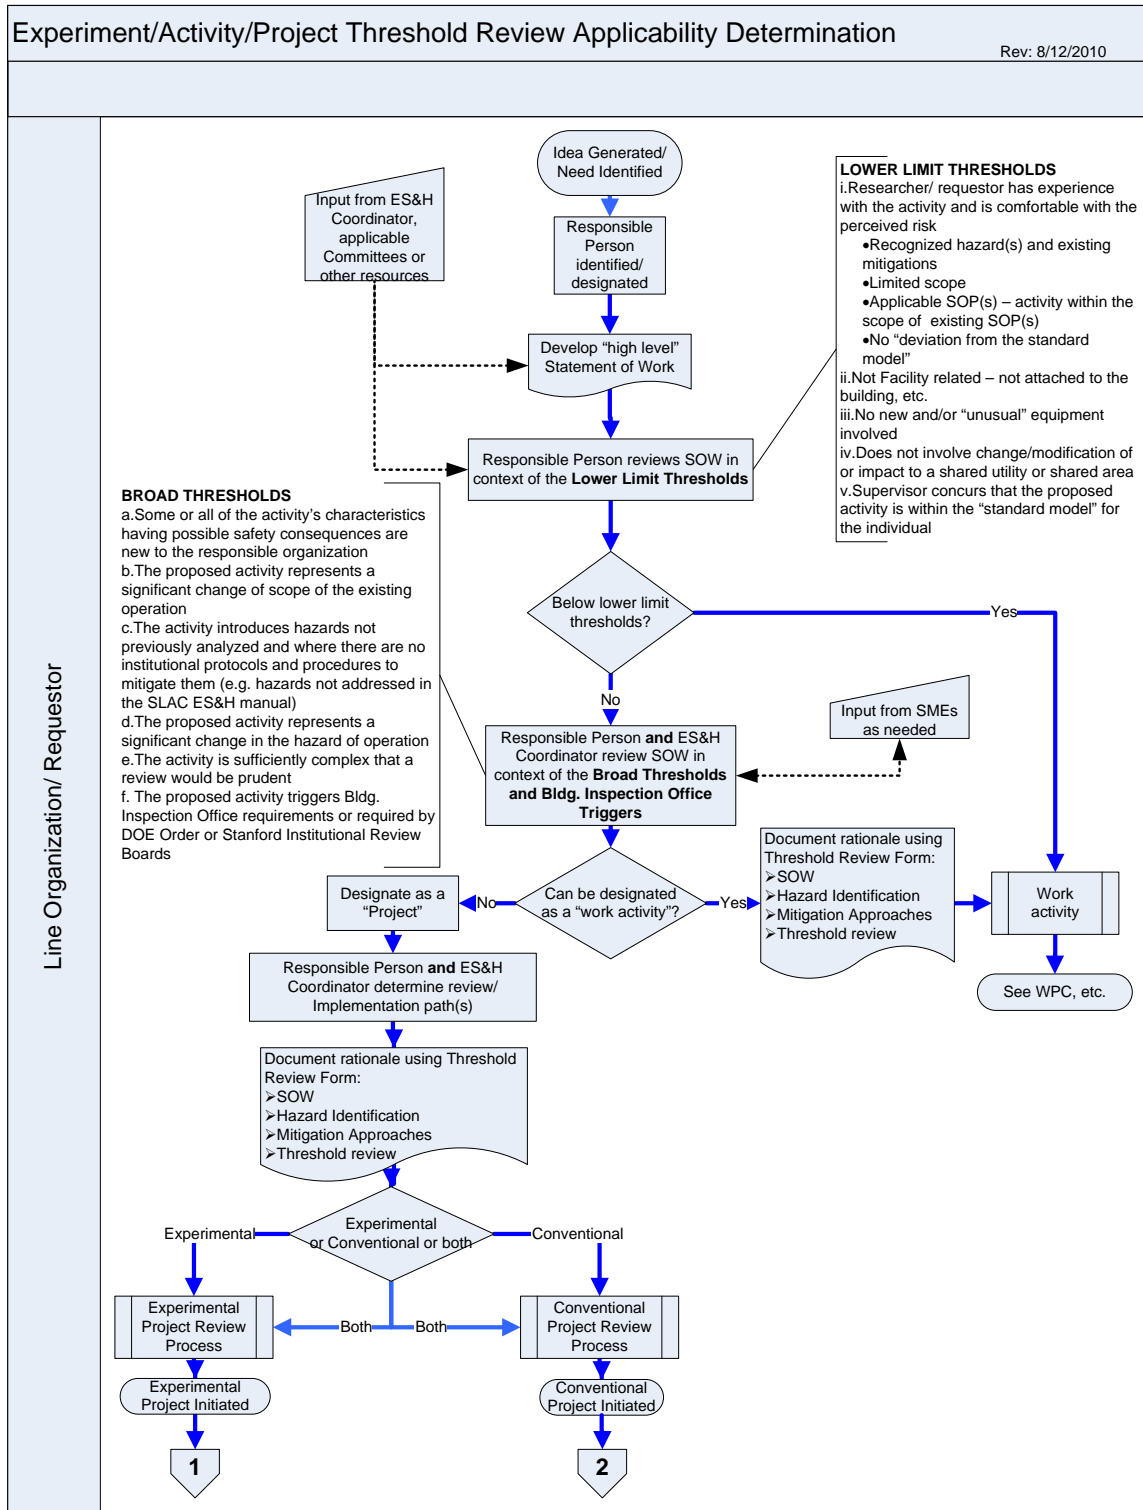 Experiment/Activity/Project Threshold Review Applicability Determination
Rev: 8/12/2010
Line Organization/ Requestor
Idea Generated/
Need Identified
Input from ES&H
Coordinator,
applicable
Committees or
other resources
Responsible
Person
identified/
designated
Develop “high level”
Statement of Work
Responsible Person reviews SOW in
context of the Lower Limit Thresholds
LOWER LIMIT THRESHOLDS
i.Researcher/ requestor has experience
with the activity and is comfortable with the
perceived risk
•Recognized hazard(s) and existing
mitigations
•Limited scope
•Applicable SOP(s) – activity within the
scope of  existing SOP(s)
•No “deviation from the standard
model”
ii.Not Facility related – not attached to the
building, etc.
iii.No new and/or “unusual” equipment
involved
iv.Does not involve change/modification of
or impact to a shared utility or shared area
v.Supervisor concurs that the proposed
activity is within the “standard model” for
the individual
BROAD THRESHOLDS
a.Some or all of the activity’s characteristics
having possible safety consequences are
new to the responsible organization
b.The proposed activity represents a
significant change of scope of the existing
operation
c.The activity introduces hazards not
previously analyzed and where there are no
institutional protocols and procedures to
mitigate them (e.g. hazards not addressed in
the SLAC ES&H manual)
d.The proposed activity represents a
significant change in the hazard of operation
e.The activity is sufficiently complex that a
review would be prudent
f. The proposed activity triggers Bldg.
Inspection Office requirements or required by
DOE Order or Stanford Institutional Review
Boards
Below lower limit
thresholds?
Yes
No
Input from SMEs
as needed
Responsible Person and ES&H
Coordinator review SOW in
context of the Broad Thresholds
and Bldg. Inspection Office
Triggers
Can be designated
as a “work activity”?
No
Yes
Document rationale using
Threshold Review Form:
➢SOW
➢Hazard Identification
➢Mitigation Approaches
➢Threshold review
Work
activity
See WPC, etc.
Designate as a
“Project”
Responsible Person and ES&H
Coordinator determine review/
Implementation path(s)
Document rationale using Threshold
Review Form:
➢SOW
➢Hazard Identification
➢Mitigation Approaches
➢Threshold review
Experimental
or Conventional or both
Experimental
Conventional
Both
Both
Experimental
Project Review
Process
Conventional
Project Review
Process
Experimental
Project Initiated
Conventional
Project Initiated
1
2